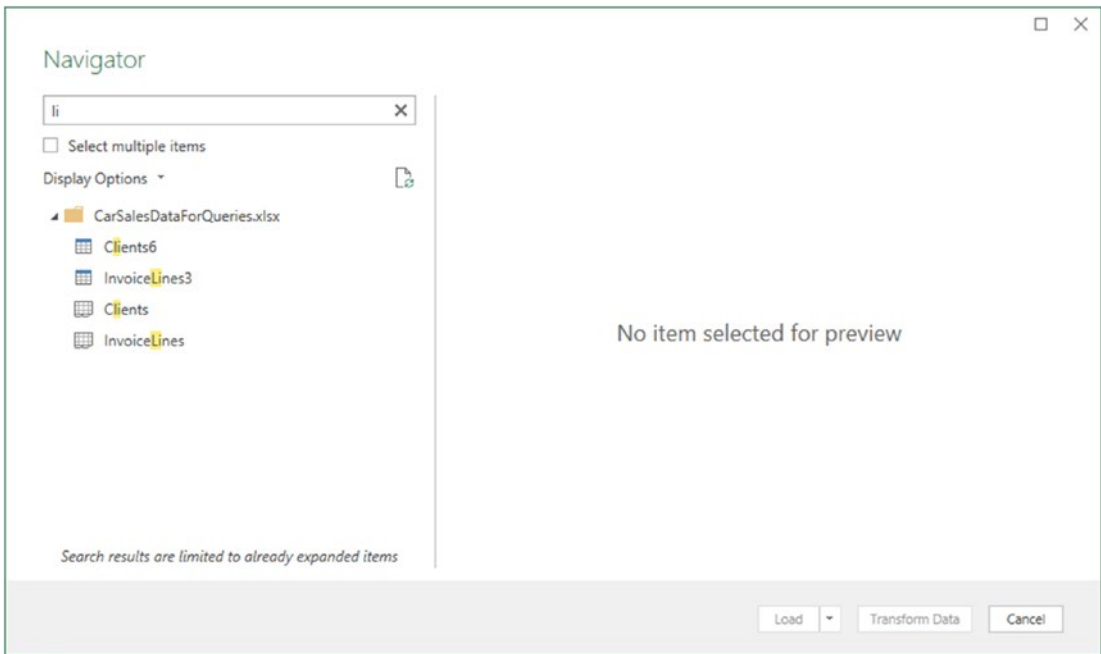 Navigator
li
Select multiple items
Display Options
CarSalesDataForQueries.xlsx
Clients6
InvoiceLines3
Clients
InvoiceLines
No item selected for preview
Search results are limited to already expanded items
Load
Transform Data
Cancel